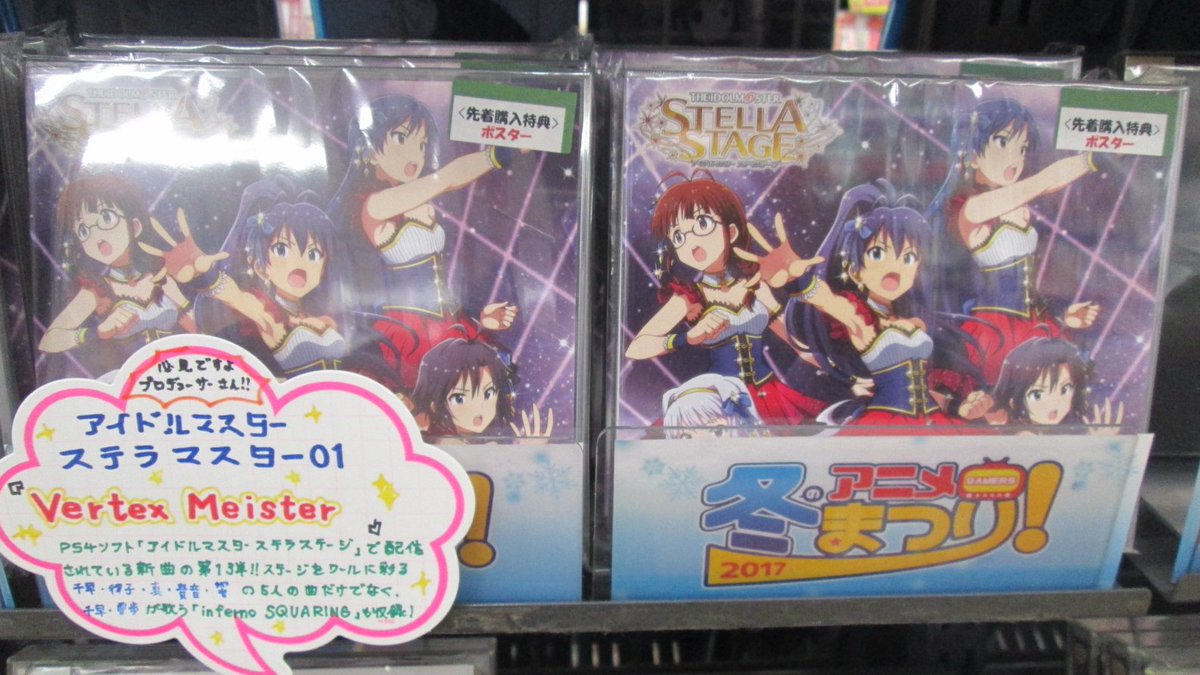 THE IDOLM@STER
STELLA
STAGE
〈先着購入特典〉
ポスター
THE IDOLM@STER
STELLA
STAGE
〈先着購入特典〉
ポスター
必見ですよ
プロデューサーさん!!
アイドルマスター
ステラマスター01
「Vertex Meister」
PS4ソフト「アイドルマスターステラステージ」で配信
されている新曲の第1弾!!ステージをクールに彩る
千早・律子・真・貴音・響の5人の曲だけでなく、
千早・雪歩が歌う「inferno SQUARING」も収録!
!
冬のアニメ
GAMERS
まつり!
2017